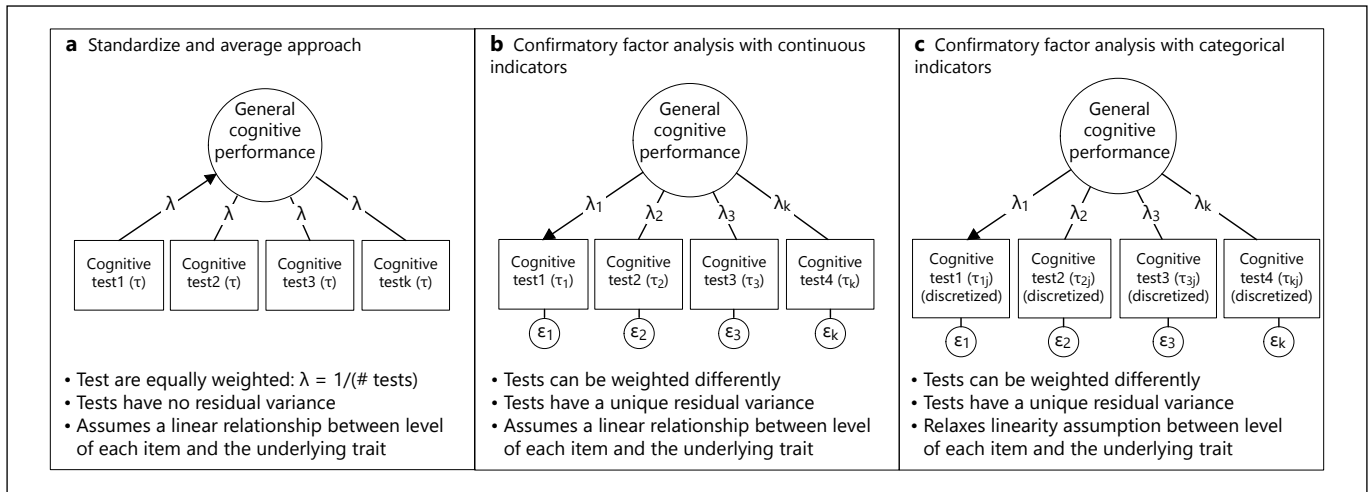 a Standardize and average approach
General
cognitive
performance
λ λ λ λ
Cognitive
test1 (τ)
Cognitive
test2 (τ)
Cognitive
test3 (τ)
Cognitive
testk (τ)
• Test are equally weighted: λ = 1/(# tests)
• Tests have no residual variance
• Assumes a linear relationship between level
of each item and the underlying trait
b Confirmatory factor analysis with continuous
indicators
General
cognitive
performance
λ1 λ2 λ3 λk
Cognitive
test1 (τ1)
Cognitive
test2 (τ2)
Cognitive
test3 (τ3)
Cognitive
test4 (τk)
ε1 ε2 ε3 εk
• Tests can be weighted differently
• Tests have a unique residual variance
• Assumes a linear relationship between level
of each item and the underlying trait
c Confirmatory factor analysis with categorical
indicators
General
cognitive
performance
λ1 λ2 λ3 λk
Cognitive
test1 (τ1j)
(discretized)
Cognitive
test2 (τ2j)
(discretized)
Cognitive
test3 (τ3j)
(discretized)
Cognitive
test4 (τkj)
(discretized)
ε1 ε2 ε3 εk
• Tests can be weighted differently
• Tests have a unique residual variance
• Relaxes linearity assumption between level
of each item and the underlying trait